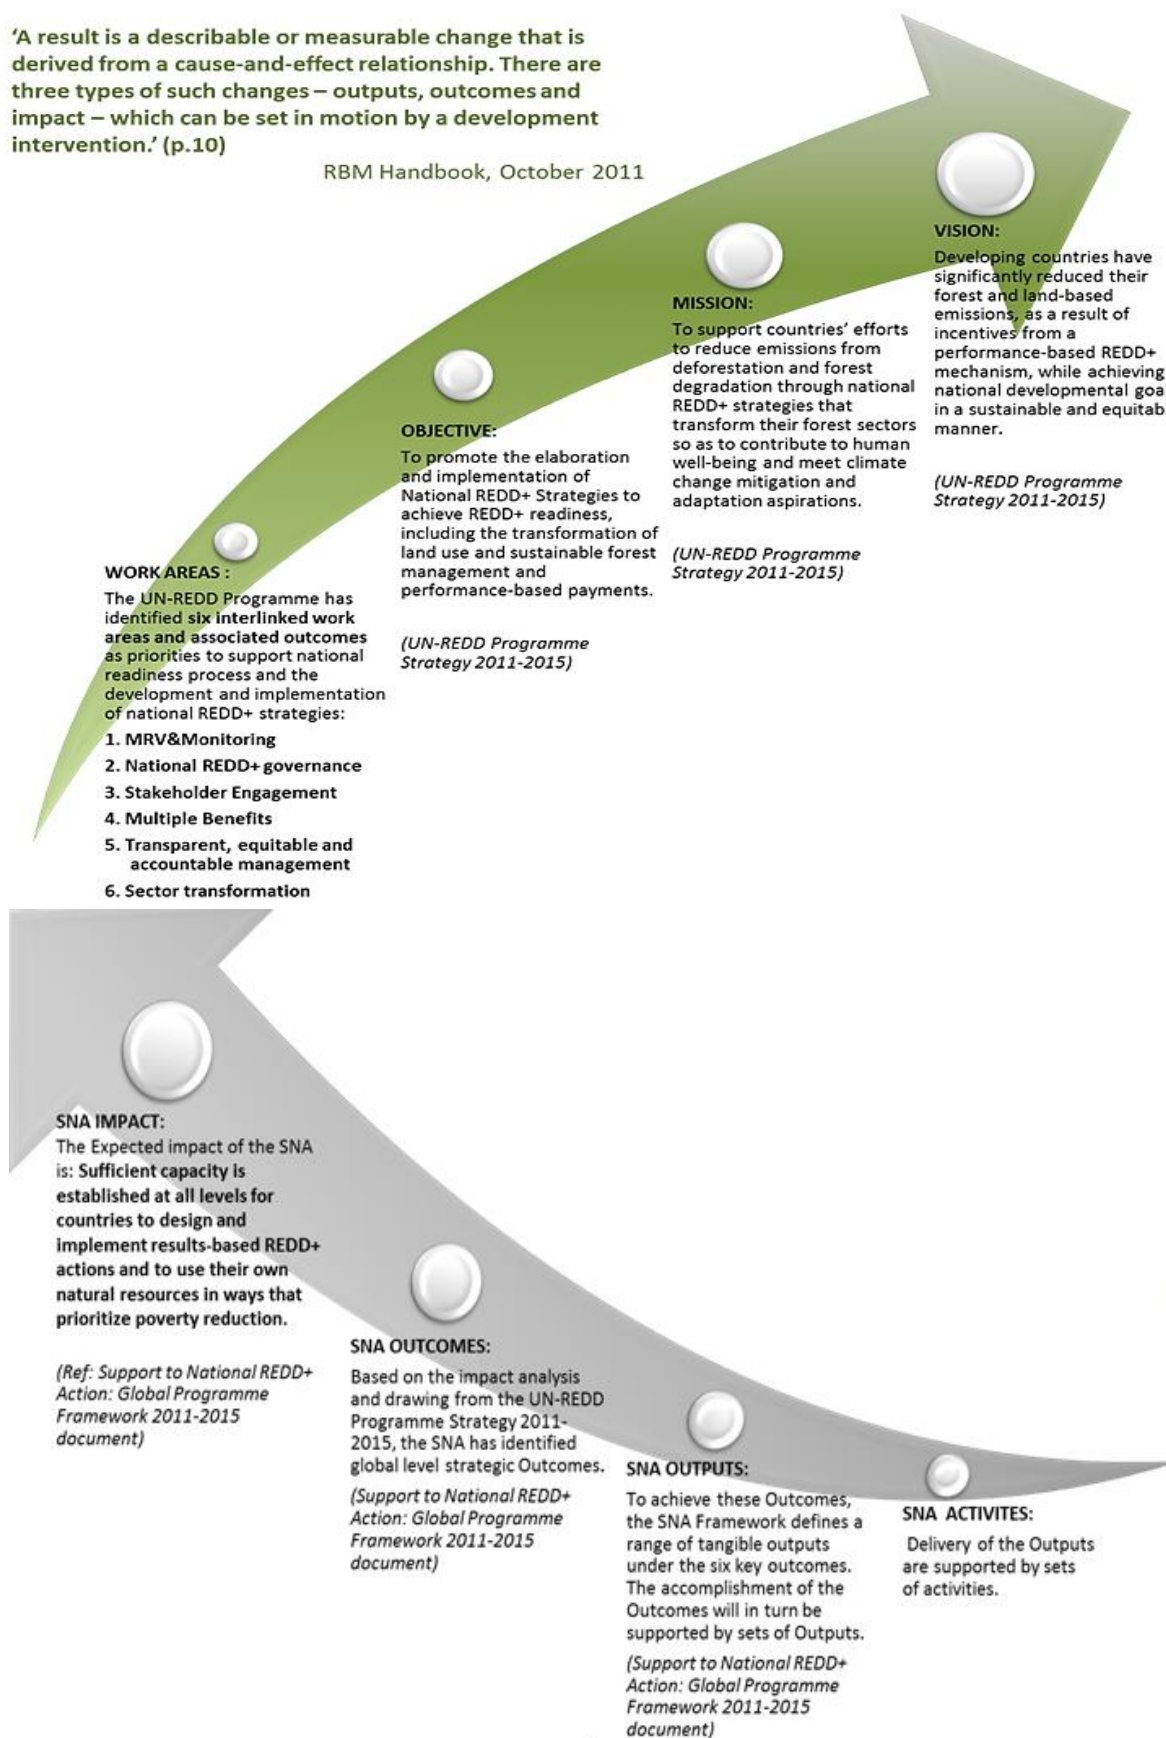 'A result is a describable or measurable change that is
derived from a cause-and-effect relationship. There are
three types of such changes – outputs, outcomes and
impact – which can be set in motion by a development
intervention.' (p.10)
RBM Handbook, October 2011
VISION:
Developing countries have
significantly reduced their
forest and land-based
emissions, as a result of
incentives from a
performance-based REDD+
mechanism, while achieving
national developmental goa
in a sustainable and equitab
manner.
(UN-REDD Programme
Strategy 2011-2015)
MISSION:
To support countries' efforts
to reduce emissions from
deforestation and forest
degradation through national
REDD+ strategies that
transform their forest sectors
so as to contribute to human
well-being and meet climate
change mitigation and
adaptation aspirations.
(UN-REDD Programme
Strategy 2011-2015)
OBJECTIVE:
To promote the elaboration
and implementation of
National REDD+ Strategies to
achieve REDD+ readiness,
including the transformation of
land use and sustainable forest
management and
performance-based payments.
(UN-REDD Programme
Strategy 2011-2015)
WORK AREAS :
The UN-REDD Programme has
identified six interlinked work
areas and associated outcomes
as priorities to support national
readiness process and the
development and implementation
of national REDD+ strategies:
1. MRV&Monitoring
2. National REDD+ governance
3. Stakeholder Engagement
4. Multiple Benefits
5. Transparent, equitable and
accountable management
6. Sector transformation
SNA IMPACT:
The Expected impact of the SNA
is: Sufficient capacity is
established at all levels for
countries to design and
implement results-based REDD+
actions and to use their own
natural resources in ways that
prioritize poverty reduction.
(Ref: Support to National REDD+
Action: Global Programme
Framework 2011-2015
document)
SNA OUTCOMES:
Based on the impact analysis
and drawing from the UN-REDD
Programme Strategy 2011-
2015, the SNA has identified
global level strategic Outcomes.
(Support to National REDD+
Action: Global Programme
Framework 2011-2015
document)
SNA OUTPUTS:
To achieve these Outcomes,
the SNA Framework defines a
range of tangible outputs
under the six key outcomes.
The accomplishment of the
Outcomes will in turn be
supported by sets of Outputs.
(Support to National REDD+
Action: Global Programme
Framework 2011-2015
document)
SNA ACTIVITES:
Delivery of the Outputs
are supported by sets
of activities.